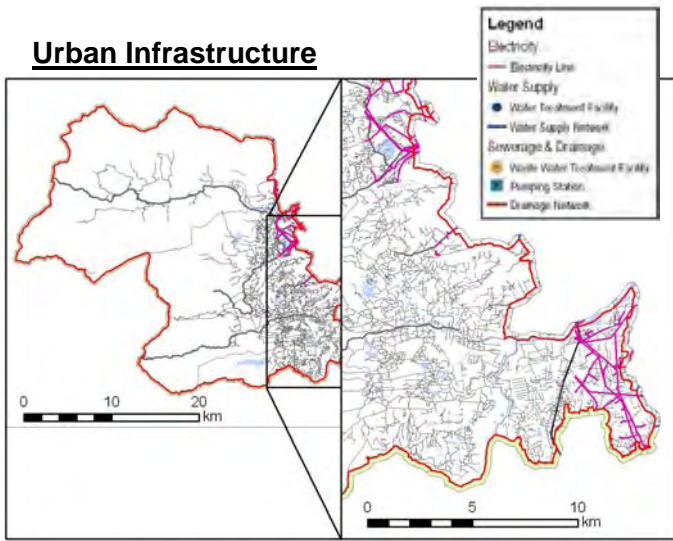 Urban Infrastructure
Legend
Electricity
Electricity Line
Water Supply
Water Treatment Facility
Water Supply Network
Sewerage & Drainage
Waste Water Treatment Facility
Pumping Station
Drainage Network
0 10 20
km
0 5 10
km